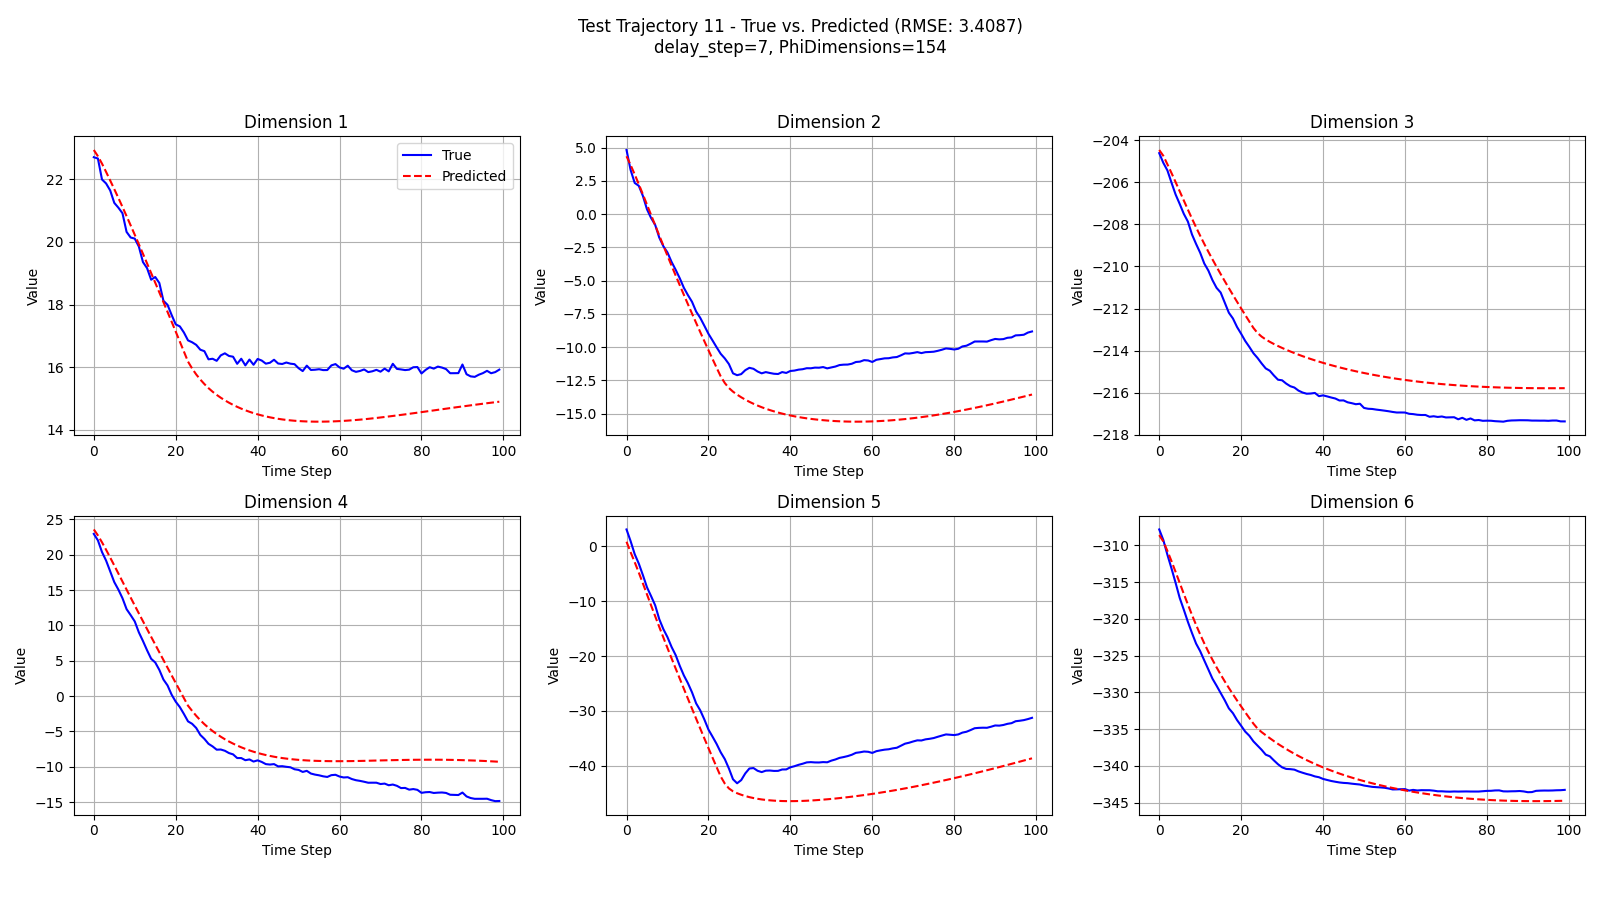 Test Trajectory 11 - True vs. Predicted (RMSE: 3.4087)
delay_step=7, PhiDimensions=154
Dimension 1
Value
22
20
18
16
14
0 20 40 60 80 100
Time Step
True
Predicted
Dimension 2
Value
5.0
2.5
0.0
−2.5
−5.0
−7.5
−10.0
−12.5
−15.0
0 20 40 60 80 100
Time Step
Dimension 3
Value
−204
−206
−208
−210
−212
−214
−216
−218
0 20 40 60 80 100
Time Step
Dimension 4
Value
25
20
15
10
5
0
−5
−10
−15
0 20 40 60 80 100
Time Step
Dimension 5
Value
0
−10
−20
−30
−40
0 20 40 60 80 100
Time Step
Dimension 6
Value
−310
−315
−320
−325
−330
−335
−340
−345
0 20 40 60 80 100
Time Step